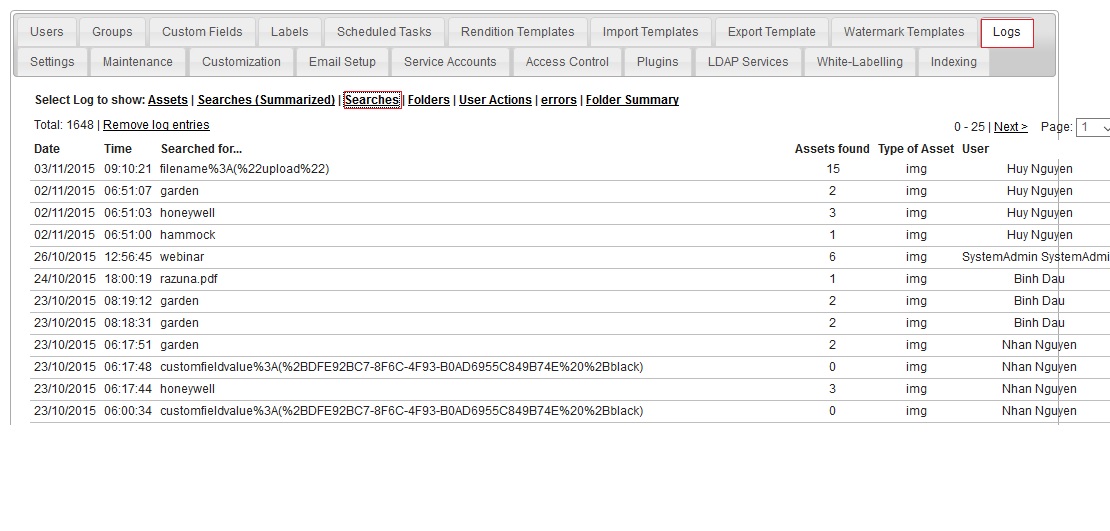 Users Groups Custom Fields Labels Scheduled Tasks Rendition Templates Import Templates Export Template Watermark Templates Logs
Settings Maintenance Customization Email Setup Service Accounts Access Control Plugins LDAP Services White-Labelling Indexing
Select Log to show: Assets | Searches (Summarized) | Searches | Folders | User Actions | errors | Folder Summary
Total: 1648 | Remove log entries 0 - 25 | Next > Page: 1
Date Time Searched for... Assets found Type of Asset User
03/11/2015 09:10:21 filename%3A(%22upload%22) 15 img Huy Nguyen
02/11/2015 06:51:07 garden 2 img Huy Nguyen
02/11/2015 06:51:03 honeywell 3 img Huy Nguyen
02/11/2015 06:51:00 hammock 1 img Huy Nguyen
26/10/2015 12:56:45 webinar 6 img SystemAdmin SystemAdmi
24/10/2015 18:00:19 razuna.pdf 1 img Binh Dau
23/10/2015 08:19:12 garden 2 img Binh Dau
23/10/2015 08:18:31 garden 2 img Binh Dau
23/10/2015 06:17:51 garden 2 img Nhan Nguyen
23/10/2015 06:17:48 customfieldvalue%3A(%2BDFE92BC7-8F6C-4F93-B0AD6955C849B74E%20%2Bblack) 0 img Nhan Nguyen
23/10/2015 06:17:44 honeywell 3 img Nhan Nguyen
23/10/2015 06:00:34 customfieldvalue%3A(%2BDFE92BC7-8F6C-4F93-B0AD6955C849B74E%20%2Bblack) 0 img Nhan Nguyen